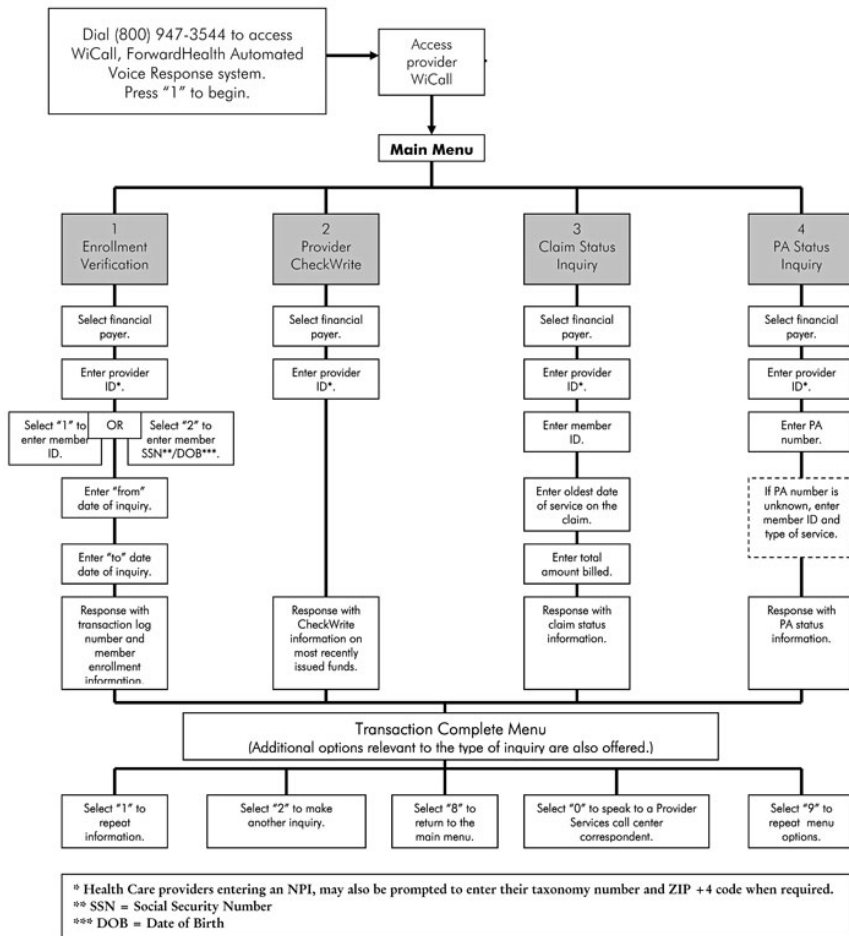 Dial (800) 947-3544 to access
WiCall, ForwardHealth Automated
Voice Response system.
Press “1” to begin.
Access
provider
WiCall
Main Menu
1
Enrollment
Verification
2
Provider
CheckWrite
3
Claim Status
Inquiry
4
PA Status
Inquiry
Select financial
payer.
Select financial
payer.
Select financial
payer.
Select financial
payer.
Enter provider
ID*.
Enter provider
ID*.
Enter provider
ID*.
Enter provider
ID*.
Select “1” to
enter member
ID.
OR
Select “2” to
enter member
SSN**/DOB***.
Enter member
ID.
Enter PA
number.
Enter “from”
date of inquiry.
Enter oldest date
of service on the
claim.
If PA number is
unknown, enter
member ID and
type of service.
Enter “to” date
date of inquiry.
Enter total
amount billed.
Response with
transaction log
number and
member
enrollment
information.
Response with
CheckWrite
information on
most recently
issued funds.
Response with
claim status
information.
Response with
PA status
information.
Transaction Complete Menu
(Additional options relevant to the type of inquiry are also offered.)
Select “1” to
repeat
information.
Select “2” to make
another inquiry.
Select “8” to
return to the
main menu.
Select “0” to speak to a Provider
Services call center
correspondent.
Select “9” to
repeat menu
options.
* Health Care providers entering an NPI, may also be prompted to enter their taxonomy number and ZIP +4 code when required.
** SSN = Social Security Number
*** DOB = Date of Birth